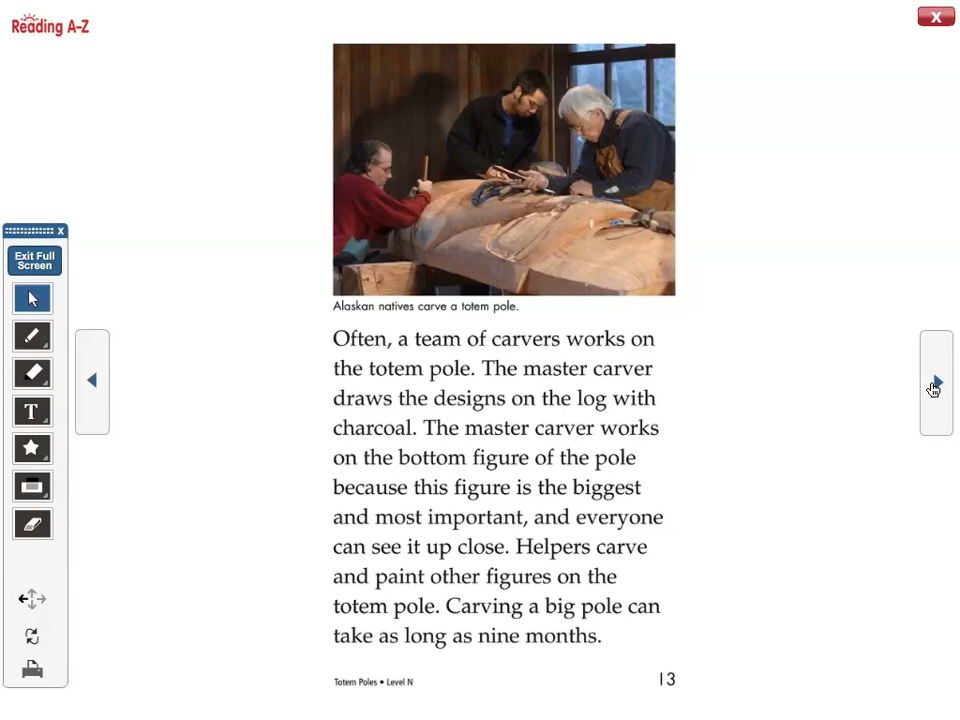 Reading A-Z
X
x
Exit Full
Screen
T
Alaskan natives carve a totem pole.
Often, a team of carvers works on
the totem pole. The master carver
draws the designs on the log with
charcoal. The master carver works
on the bottom figure of the pole
because this figure is the biggest
and most important, and everyone
can see it up close. Helpers carve
and paint other figures on the
totem pole. Carving a big pole can
take as long as nine months.
Totem Poles • Level N
13